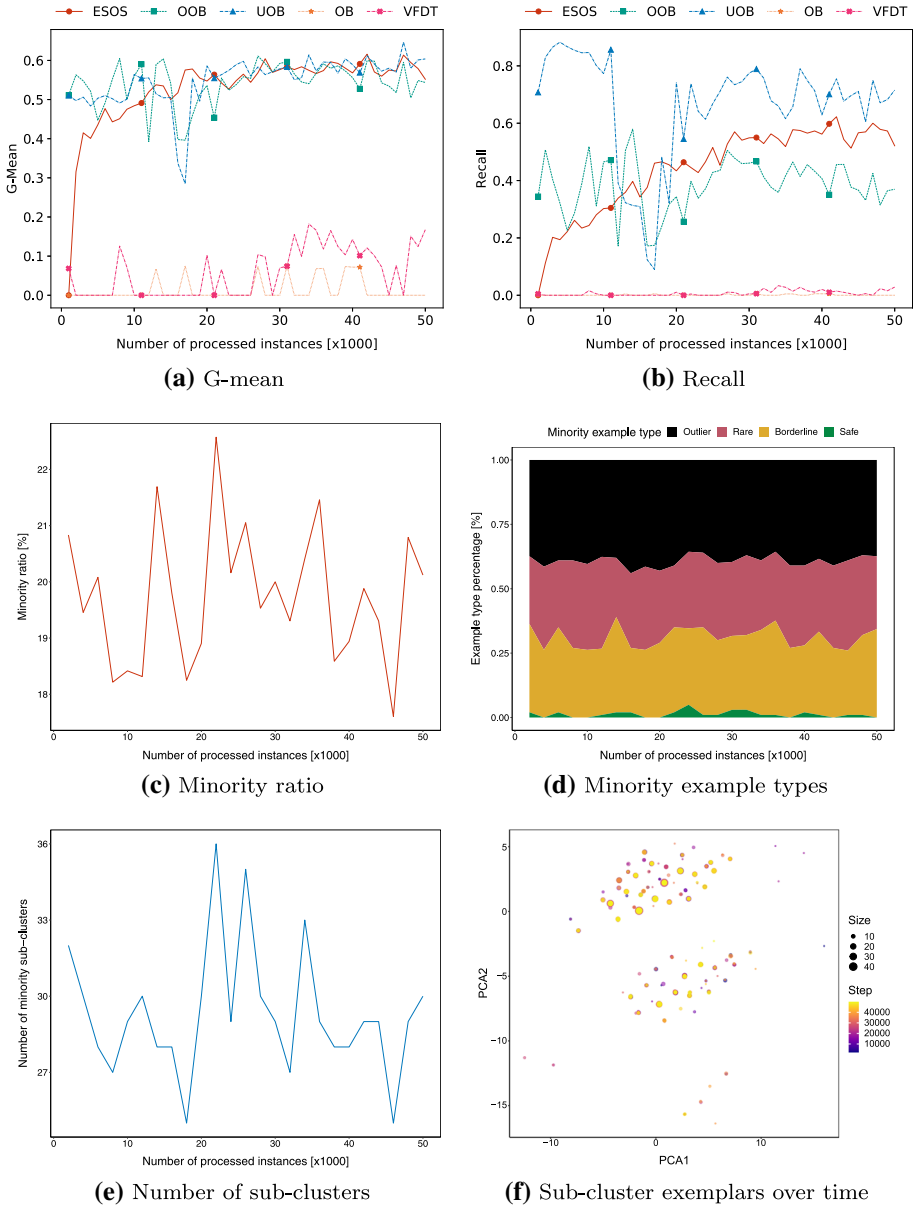 ESOS OOB UOB OB VFDT
G-Mean
0.6
0.5
0.4
0.3
0.2
0.1
0.0
0 10 20 30 40 50
Number of processed instances [x1000]
(a) G-mean
ESOS OOB UOB OB VFDT
Recall
0.8
0.6
0.4
0.2
0.0
0 10 20 30 40 50
Number of processed instances [x1000]
(b) Recall
Minority ratio [%]
22
21
20
19
18
0 10 20 30 40 50
Number of processed instances [x1000]
(c) Minority ratio
Minority example type Outlier Rare Borderline Safe
Example type percentage [%]
1.00
0.75
0.50
0.25
0.00
0 10 20 30 40 50
Number of processed instances [x1000]
(d) Minority example types
Number of minority sub-clusters
36
33
30
27
0 10 20 30 40 50
Number of processed instances [x1000]
(e) Number of sub-clusters
PCA2
5
0
−5
−10
−15
−10 0 10
PCA1
Size
10
20
30
40
Step
40000
30000
20000
10000
(f) Sub-cluster exemplars over time